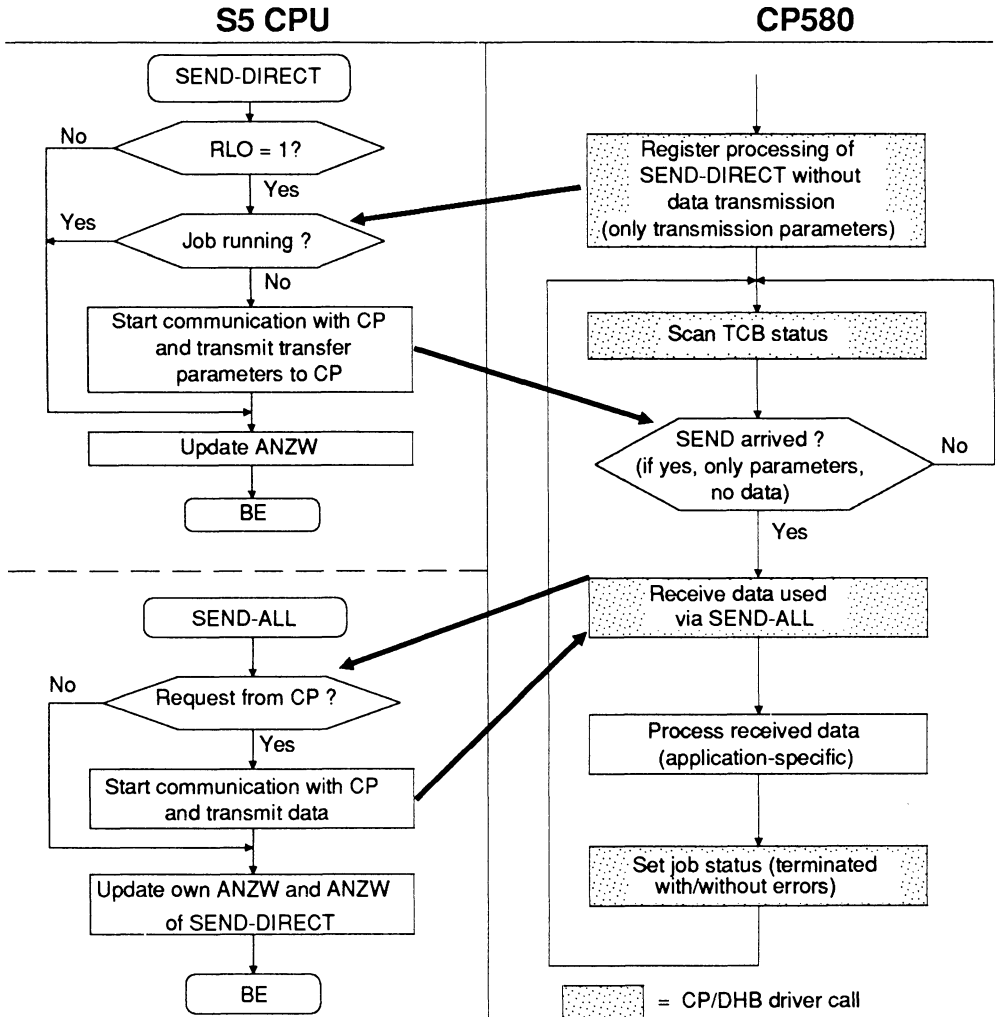 S5 CPU
CP580
SEND-DIRECT
No
RLO = 1?
Yes
Yes
Job running ?
No
Start communication with CP
and transmit transfer
parameters to CP
Update ANZW
BE
SEND-ALL
No
Request from CP ?
Yes
Start communication with CP
and transmit data
Update own ANZW and ANZW
of SEND-DIRECT
BE
Register processing of
SEND-DIRECT without
data transmission
(only transmission parameters)
Scan TCB status
SEND arrived ?
(if yes, only parameters,
no data)
No
Yes
Receive data used
via SEND-ALL
Process received data
(application-specific)
Set job status (terminated
with/without errors)
= CP/DHB driver call